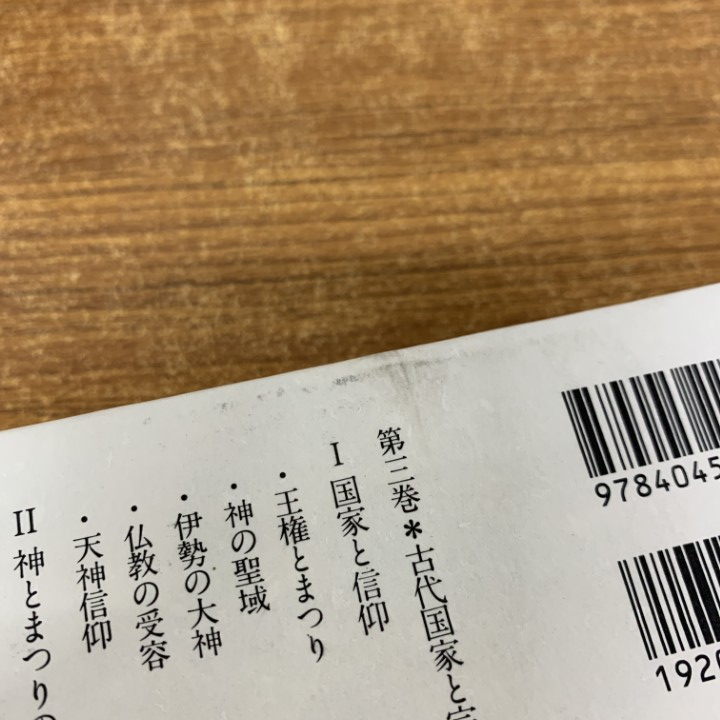 第三巻＊古代国家と
I 国家と信仰
・王権とまつり
・神の聖域
・伊勢の大神
・仏教の受容
・天神信仰
II 神とまつりの
9784045
1920